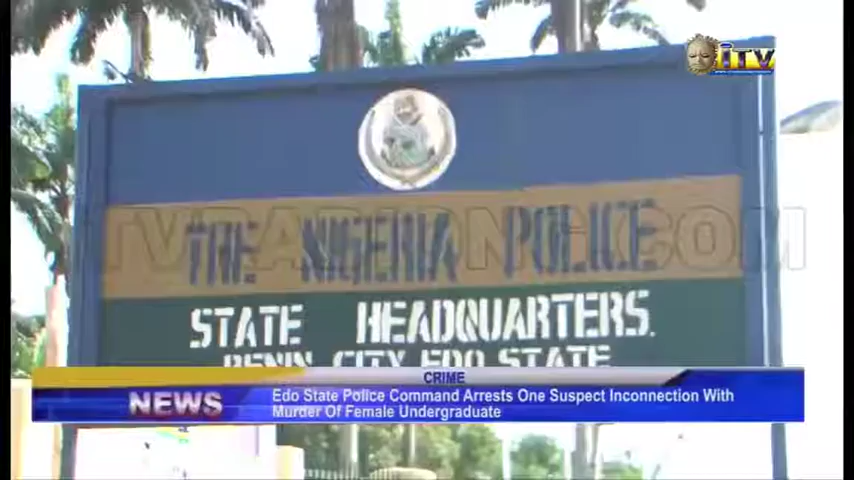 iTV
THE NIGERIA POLICE
STATE HEADQUARTERS.
BENIN CITY EDO STATE
CRIME
NEWS
Edo State Police Command Arrests One Suspect Inconnection With
Murder Of Female Undergraduate